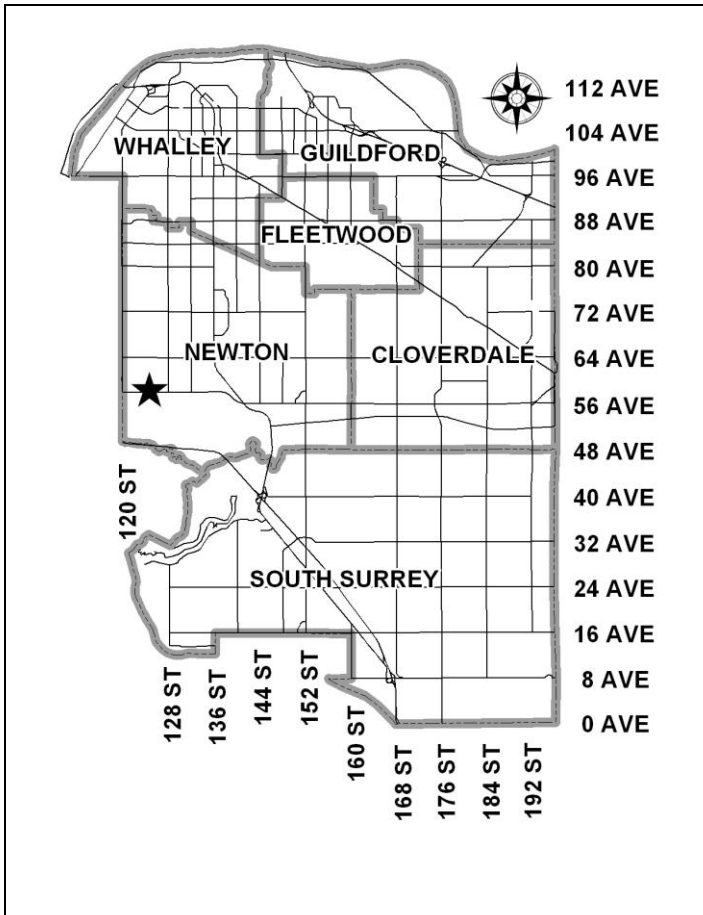 112 AVE
104 AVE
WHALLEY
GUILDFORD
96 AVE
88 AVE
FLEETWOOD
80 AVE
72 AVE
NEWTON
CLOVERDALE
64 AVE
56 AVE
48 AVE
120 ST
40 AVE
32 AVE
SOUTH SURREY
24 AVE
16 AVE
8 AVE
0 AVE
128 ST
136 ST
144 ST
152 ST
160 ST
168 ST
176 ST
184 ST
192 ST